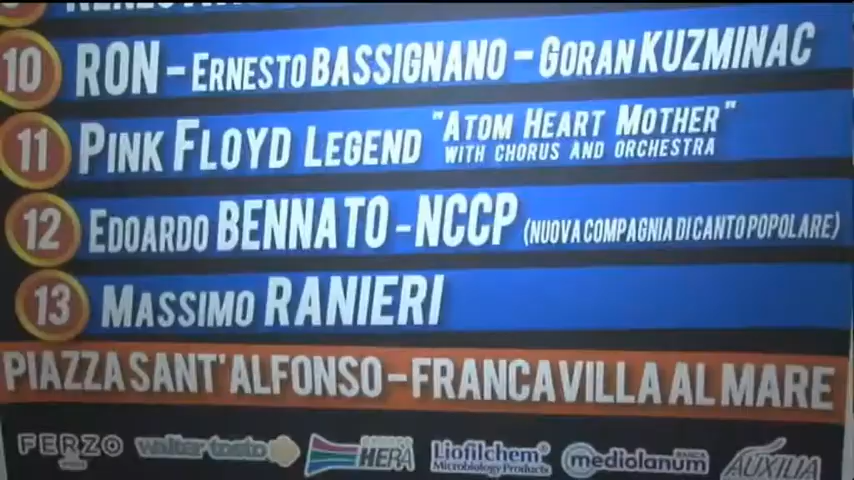 10 RON - ERNESTO BASSIGNANO - GORAN KUZMINAC
11 PINK FLOYD LEGEND "ATOM HEART MOTHER"
WITH CHORUS AND ORCHESTRA
12 EDOARDO BENNATO - NCCP (NUOVA COMPAGNIA DI CANTO POPOLARE)
13 MASSIMO RANIERI
PIAZZA SANT'ALFONSO - FRANCAVILLA AL MARE
FERZO walter tosto HERA Liofilchem® mediolanum BANCA AUXILIA
Microbiology Products